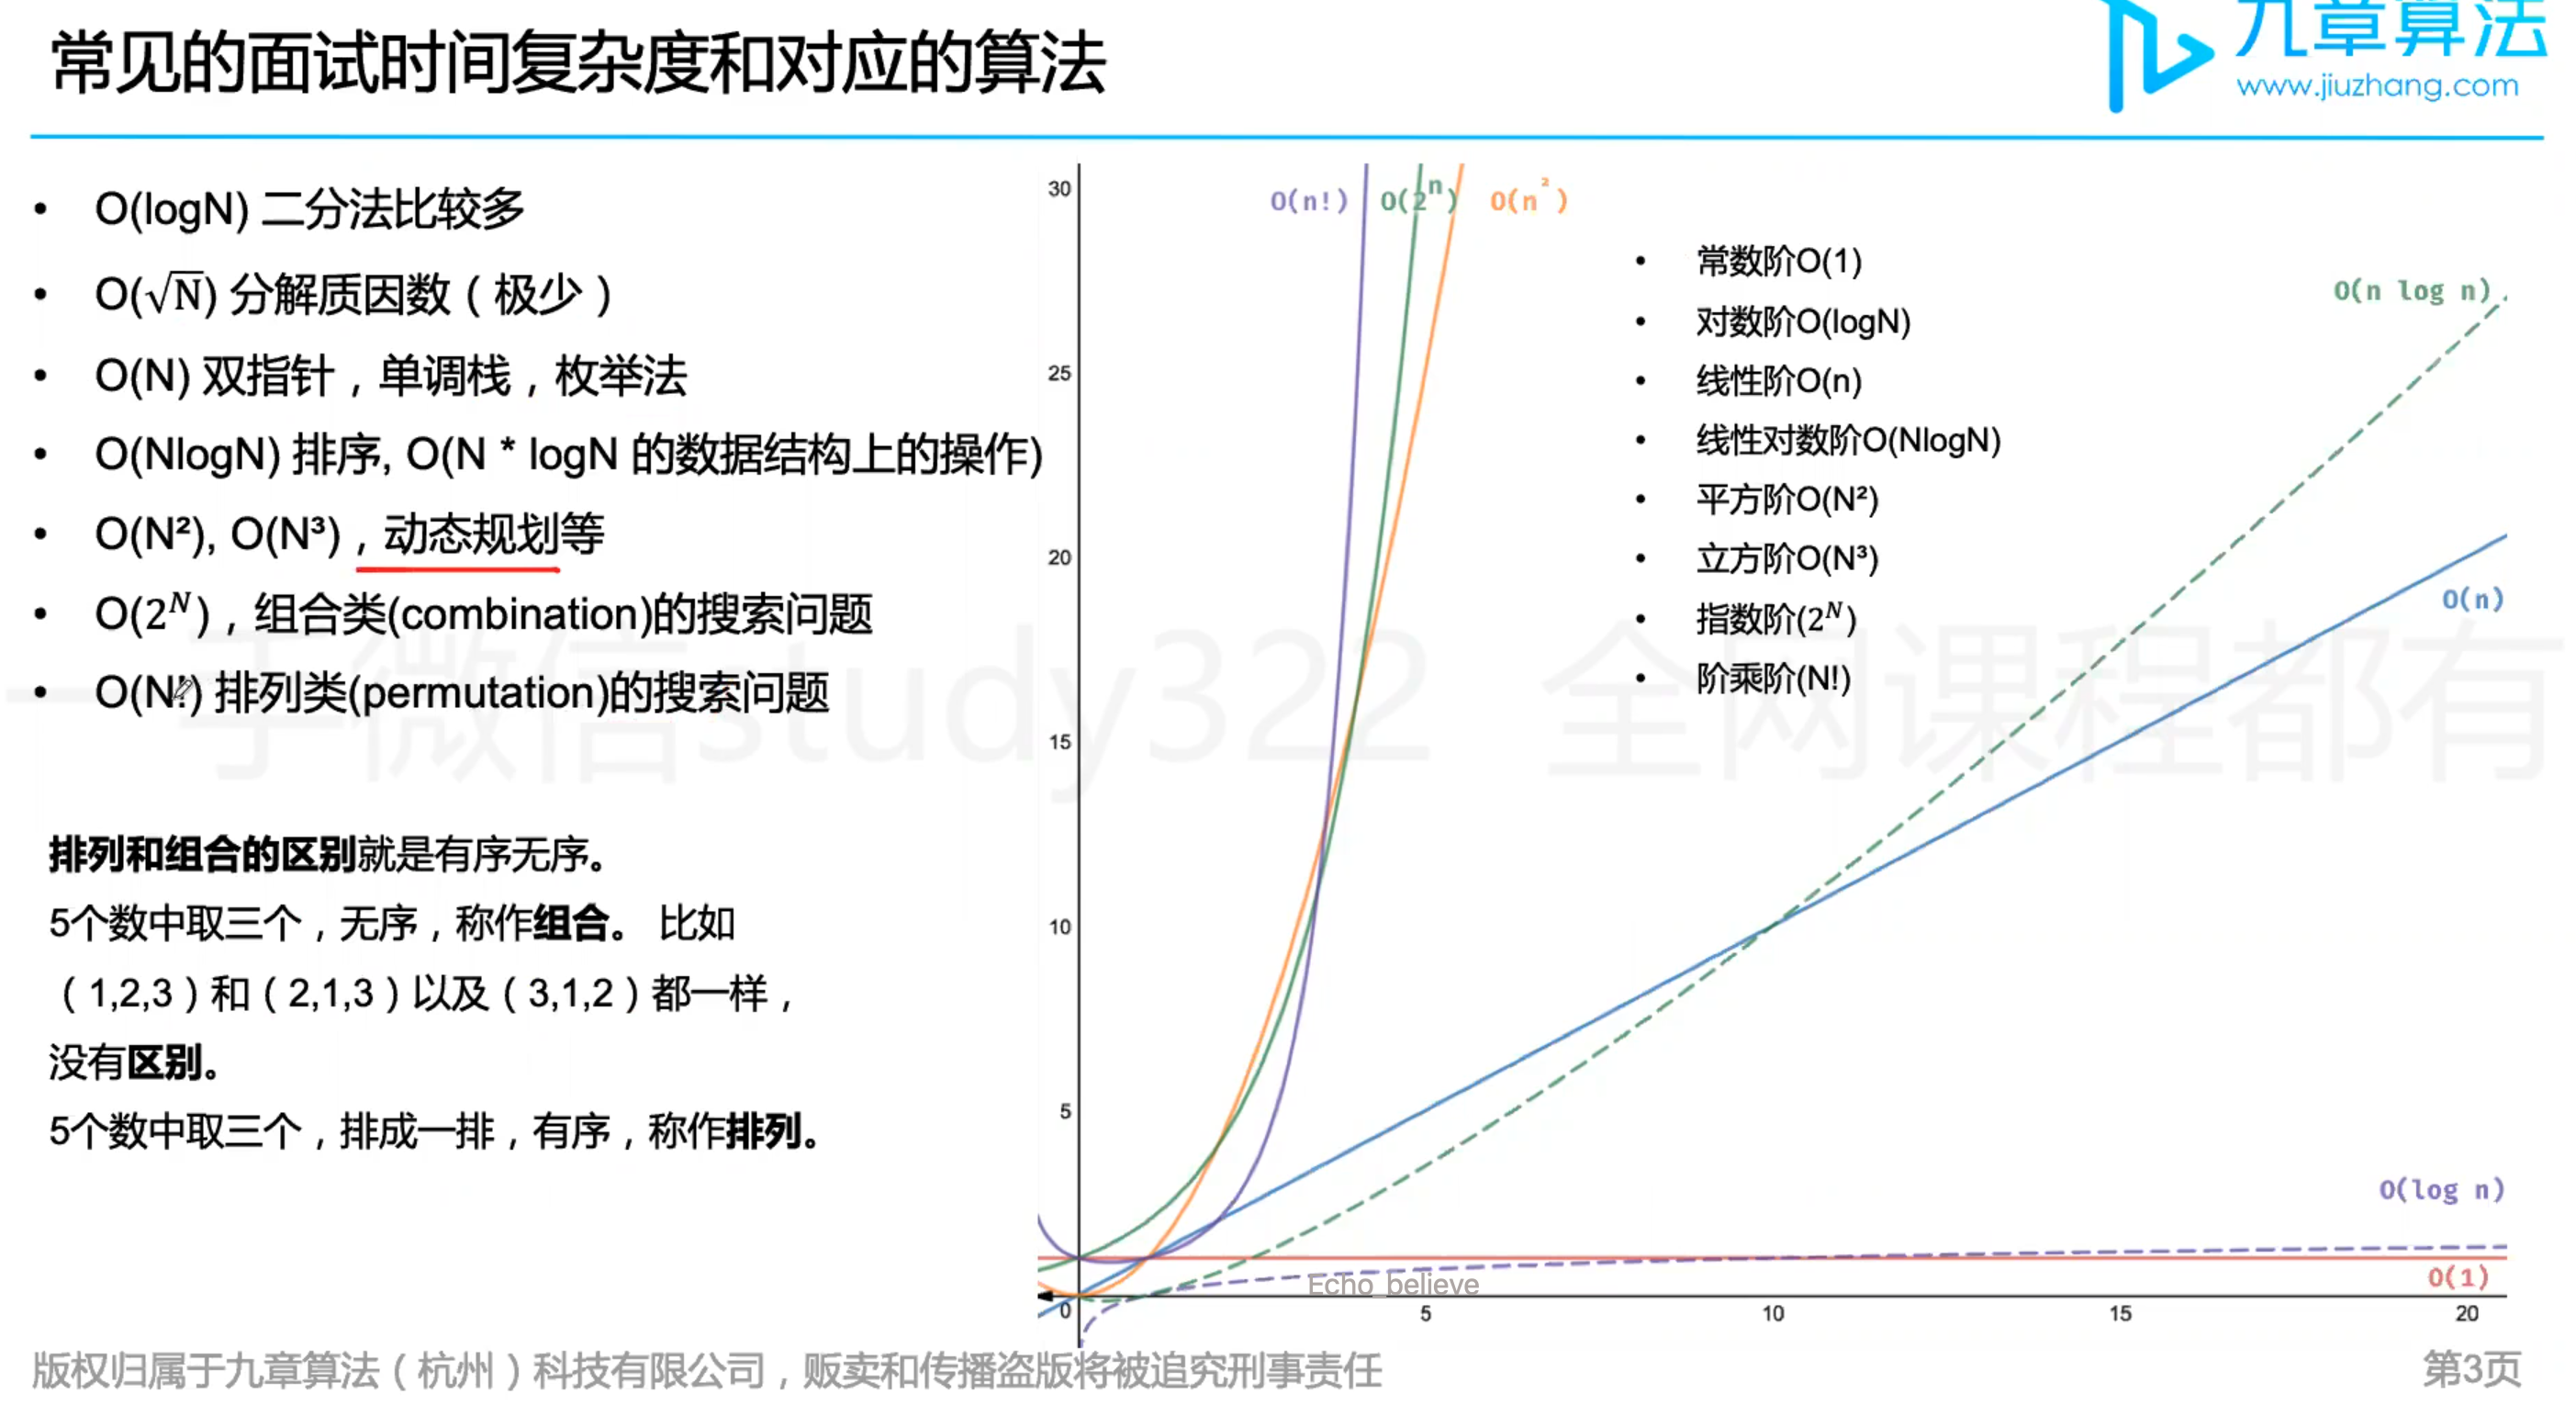 常见的面试时间复杂度和对应的算法
九章算法
www.jiuzhang.com
• O(logN) 二分法比较多
• O(√N) 分解质因数（极少）
• O(N) 双指针，单调栈，枚举法
• O(NlogN) 排序, O(N * logN 的数据结构上的操作)
• O(N²), O(N³)，动态规划等
• O(2^N)，组合类(combination)的搜索问题
• O(N!) 排列类(permutation)的搜索问题
排列和组合的区别就是有序无序。
5个数中取三个，无序，称作组合。 比如
（1,2,3）和（2,1,3）以及（3,1,2）都一样，
没有区别。
5个数中取三个，排成一排，有序，称作排列。
O(n!) O(2^n) O(n²)
• 常数阶O(1)
• 对数阶O(logN)
• 线性阶O(n)
• 线性对数阶O(NlogN)
• 平方阶O(N²)
• 立方阶O(N³)
• 指数阶(2^N)
• 阶乘阶(N!)
O(n log n)
O(n)
O(log n)
O(1)
30
25
20
15
10
5
0 5 10 15 20
Echo_believe
一手微信study322 全网课程都有
版权归属于九章算法（杭州）科技有限公司，贩卖和传播盗版将被追究刑事责任
第3页